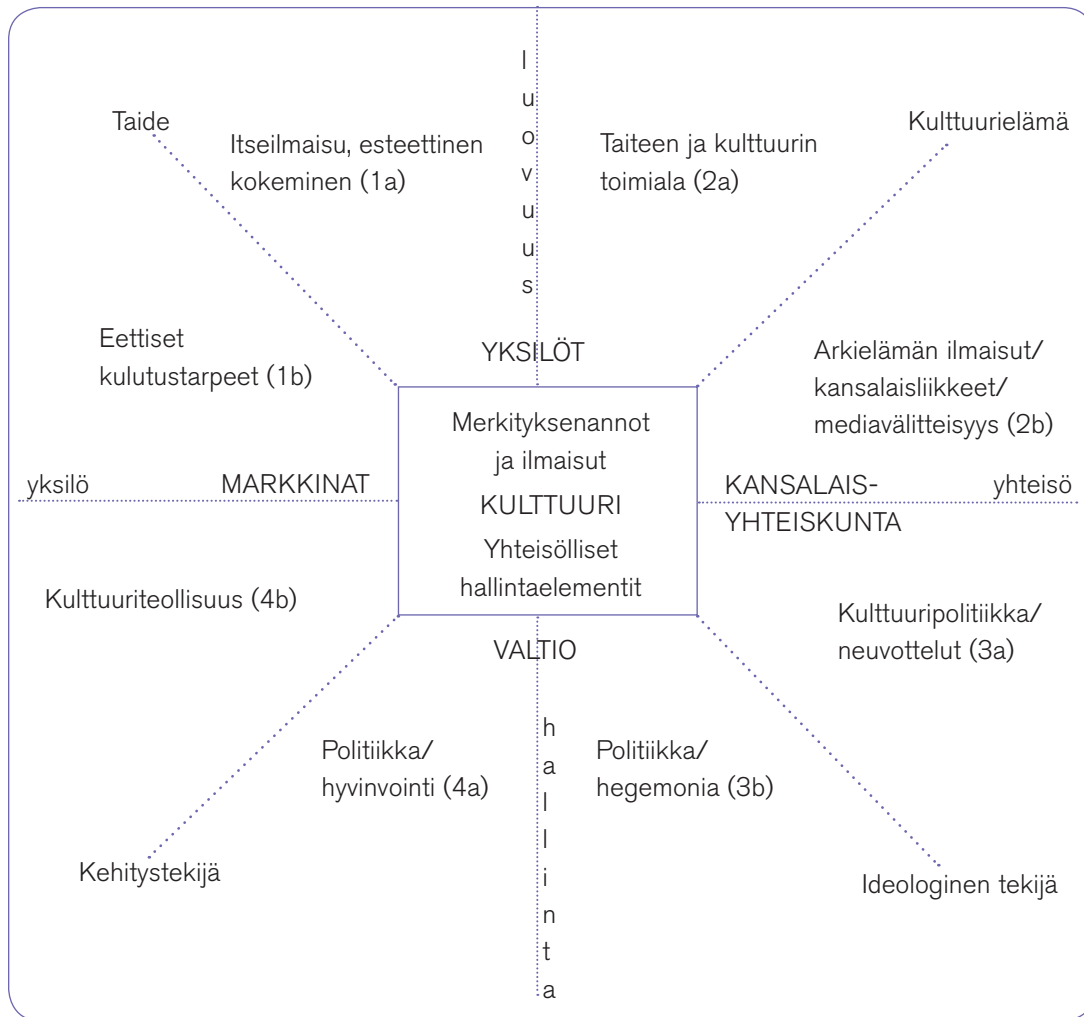 luovuus
Taide
Kulttuurielämä
Itseilmaisu, esteettinen
kokeminen (1a)
Taiteen ja kulttuurin
toimiala (2a)
Eettiset
kulutustarpeet (1b)
YKSILÖT
Arkielämän ilmaisut/
kansalaisliikkeet/
mediavälitteisyys (2b)
yksilö
MARKKINAT
Merkityksenannot
ja ilmaisut
KULTTUURI
Yhteisölliset
hallintaelementit
KANSALAIS-
YHTEISKUNTA
yhteisö
Kulttuuriteollisuus (4b)
VALTIO
Kulttuuripolitiikka/
neuvottelut (3a)
Politiikka/
hyvinvointi (4a)
hallinta
Politiikka/
hegemonia (3b)
Kehitystekijä
Ideologinen tekijä